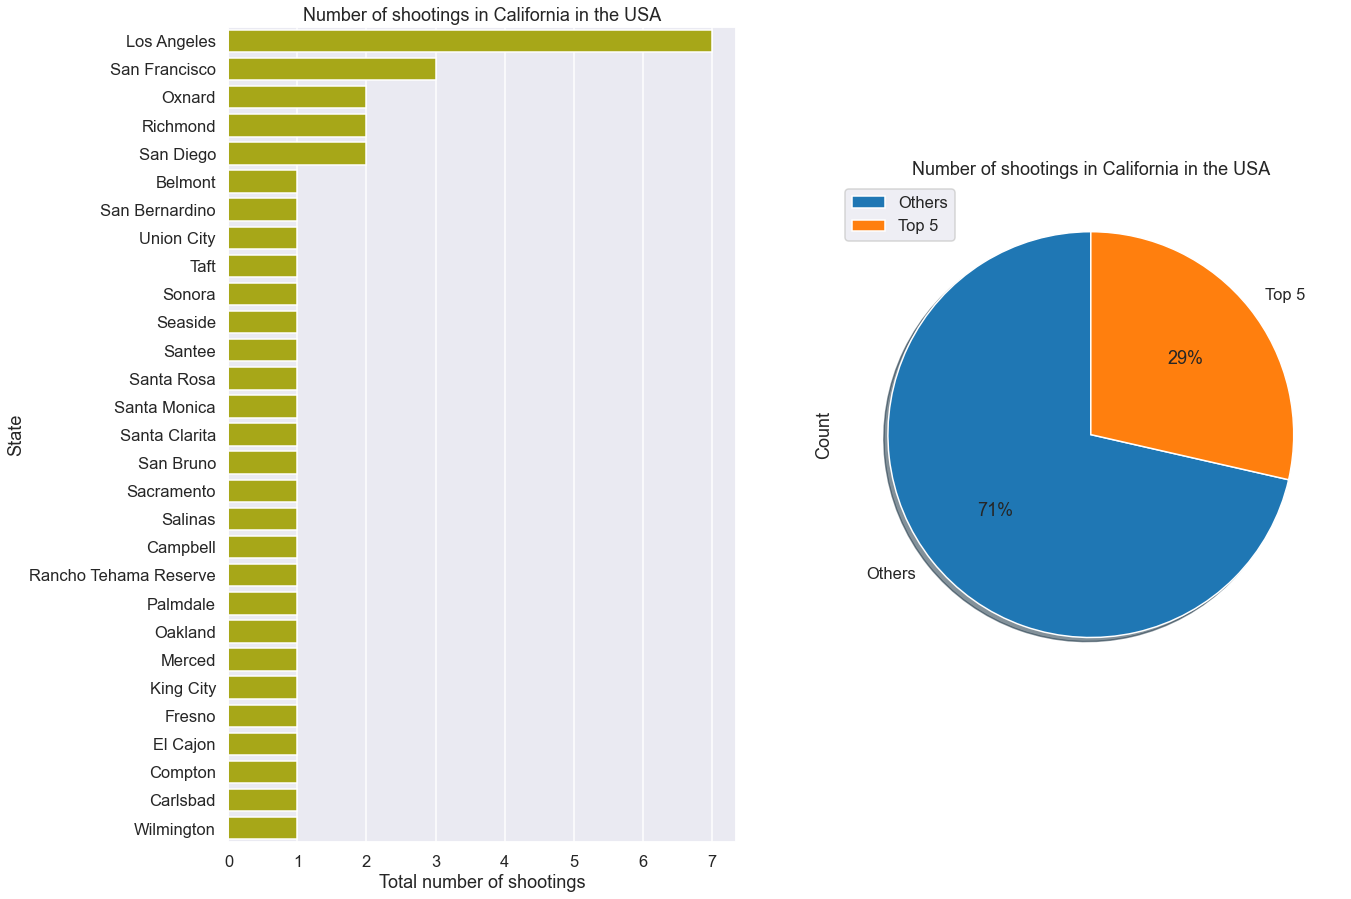 Number of shootings in California in the USA
Los Angeles
San Francisco
Oxnard
Richmond
San Diego
Belmont
San Bernardino
Union City
Taft
Sonora
Seaside
Santee
Santa Rosa
Santa Monica
Santa Clarita
San Bruno
Sacramento
Salinas
Campbell
Rancho Tehama Reserve
Palmdale
Oakland
Merced
King City
Fresno
El Cajon
Compton
Carlsbad
Wilmington
State
0 1 2 3 4 5 6 7
Total number of shootings
Number of shootings in California in the USA
Others
Top 5
Top 5
29%
Count
71%
Others